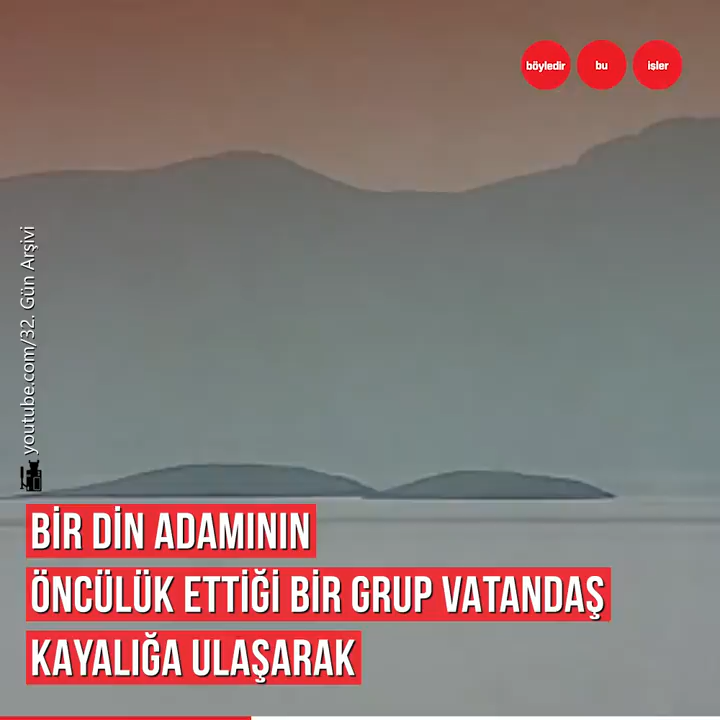 böyledir bu işler
youtube.com/32. Gün Arşivi
BİR DİN ADAMININ
ÖNCÜLÜK ETTİĞİ BİR GRUP VATANDAŞ
KAYALIĞA ULAŞARAK